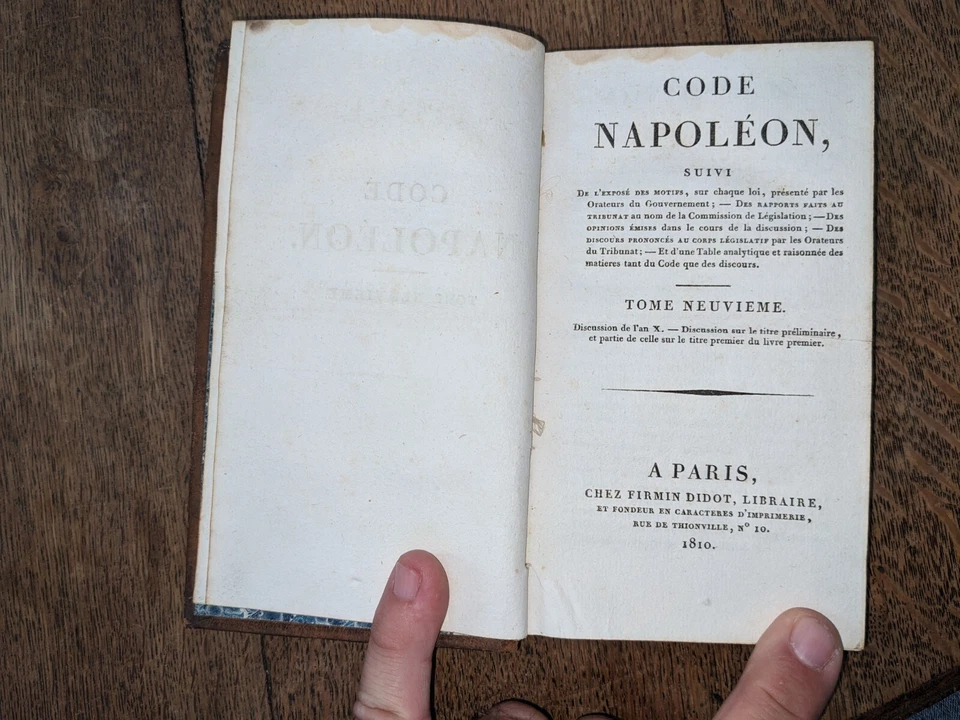 CODE
NAPOLÉON.
CODE
NAPOLÉON,
SUIVI
DE L'EXPOSÉ DES MOTIFS, sur chaque loi, présenté par les
Orateurs du Gouvernement; — DES RAPPORTS FAITS AU
TRIBUNAT au nom de la Commission de Législation; — DES
OPINIONS ÉMISES dans le cours de la discussion; — DES
DISCOURS PRONONCÉS AU CORPS LÉGISLATIF par les Orateurs
du Tribunat; — Et d'une Table analytique et raisonnée des
matieres tant du Code que des discours.
TOME NEUVIEME.
Discussion de l'an X. — Discussion sur le titre préliminaire,
et partie de celle sur le titre premier du livre premier.
A PARIS,
CHEZ FIRMIN DIDOT, LIBRAIRE,
ET FONDEUR EN CARACTERES D'IMPRIMERIE,
RUE DE THIONVILLE, Nº 10.
1810.